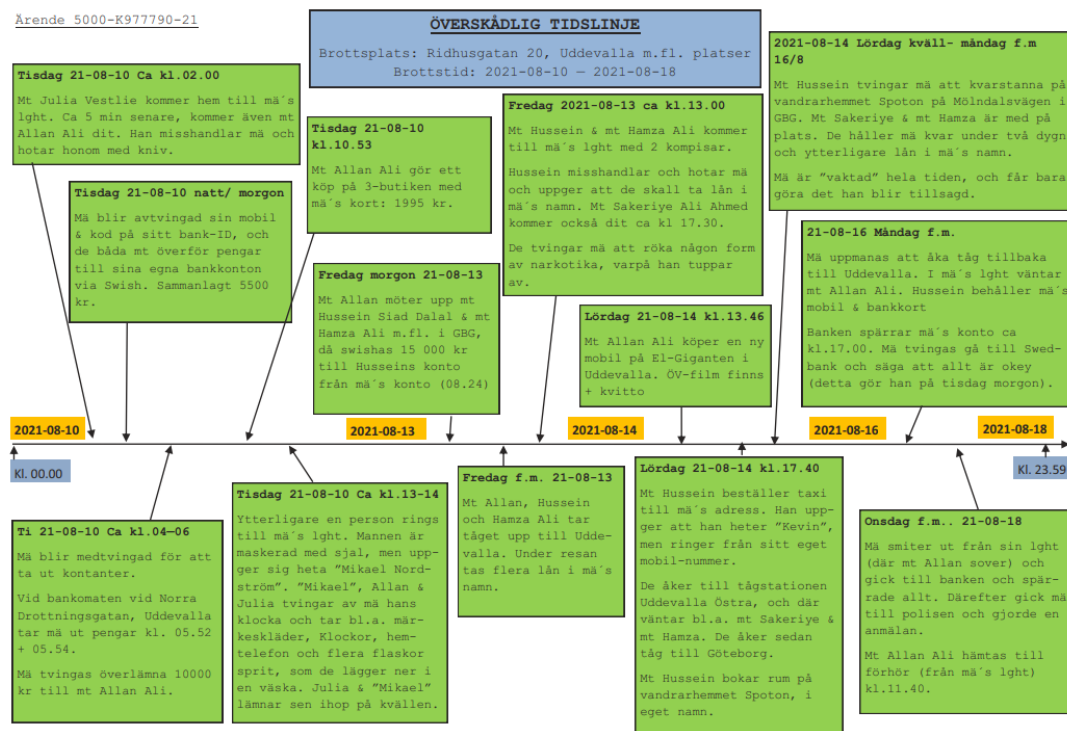 Ärende 5000-K977790-21
ÖVERSKÅDLIG TIDSLINJE
Brottsplats: Ridhusgatan 20, Uddevalla m.fl. platser
Brottstid: 2021-08-10 – 2021-08-18
Tisdag 21-08-10 Ca kl.02.00
Mt Julia Vestlie kommer hem till mä´s
lght. Ca 5 min senare, kommer även mt
Allan Ali dit. Han misshandlar mä och
hotar honom med kniv.
Tisdag 21-08-10 natt/ morgon
Mä blir avtvingad sin mobil
& kod på sitt bank-ID, och
de båda mt överför pengar
till sina egna bankkonton
via Swish. Sammanlagt 5500
kr.
Tisdag 21-08-10
kl.10.53
Mt Allan Ali gör ett
köp på 3-butiken med
mä´s kort: 1995 kr.
Fredag morgon 21-08-13
Mt Allan möter upp mt
Hussein Siad Dalal & mt
Hamza Ali m.fl. i GBG,
då swishas 15 000 kr
till Husseins konto
från mä´s konto (08.24)
Fredag 2021-08-13 ca kl.13.00
Mt Hussein & mt Hamza Ali kommer
till mä´s lght med 2 kompisar.
Hussein misshandlar och hotar mä
och uppger att de skall ta lån i
mä´s namn. Mt Sakeriye Ali Ahmed
kommer också dit ca kl 17.30.
De tvingar mä att röka någon form
av narkotika, varpå han tuppar
av.
Lördag 21-08-14 kl.13.46
Mt Allan Ali köper en ny
mobil på El-Giganten i
Uddevalla. ÖV-film finns
+ kvitto
2021-08-14 Lördag kväll- måndag f.m
16/8
Mt Hussein tvingar mä att kvarstanna på
vandrarhemmet Spoton på Mölndalsvägen i
GBG. Mt Sakeriye & mt Hamza är med på
plats. De håller mä kvar under två dygn
och ytterligare lån i mä´s namn.
Mä är ”vaktad” hela tiden, och får bara
göra det han blir tillsagd.
21-08-16 Måndag f.m.
Mä uppmanas att åka tåg tillbaka
till Uddevalla. I mä´s lght väntar
mt Allan Ali. Hussein behåller mä´s
mobil & bankkort
Banken spärrar mä´s konto ca
kl.17.00. Mä tvingas gå till Swed-
bank och säga att allt är okey
(detta gör han på tisdag morgon).
2021-08-10
2021-08-13
2021-08-14
2021-08-16
2021-08-18
Kl. 00.00
Kl. 23.59
Ti 21-08-10 Ca kl.04—06
Mä blir medtvingad för att
ta ut kontanter.
Vid bankomaten vid Norra
Drottningsgatan, Uddevalla
tar mä ut pengar kl. 05.52
+ 05.54.
Mä tvingas överlämna 10000
kr till mt Allan Ali.
Tisdag 21-08-10 Ca kl.13-14
Ytterligare en person rings
till mä´s lght. Mannen är
maskerad med sjal, men upp-
ger sig heta ”Mikael Nord-
ström”. ”Mikael”, Allan &
Julia tvingar av mä hans
klocka och tar bl.a. mär-
keskläder, Klockor, hem-
telefon och flera flaskor
sprit, som de lägger ner i
en väska. Julia & ”Mikael”
lämnar sen ihop på kvällen.
Fredag f.m. 21-08-13
Mt Allan, Hussein
och Hamza Ali tar
tåget upp till Udde-
valla. Under resan
tas flera lån i mä´s
namn.
Lördag 21-08-14 kl.17.40
Mt Hussein beställer taxi
till mä´s adress. Han upp-
ger att han heter ”Kevin”,
men ringer från sitt eget
mobil-nummer.
De åker till tågstationen
Uddevalla Östra, och där
väntar bl.a. mt Sakeriye &
mt Hamza. De åker sedan
tåg till Göteborg.
Mt Hussein bokar rum på
vandrarhemmet Spoton, i
eget namn.
Onsdag f.m.. 21-08-18
Mä smiter ut från sin lght
(där mt Allan sover) och
gick till banken och spär-
rade allt. Därefter gick mä
till polisen och gjorde en
anmälan.
Mt Allan Ali hämtas till
förhör (från mä´s lght)
kl.11.40.